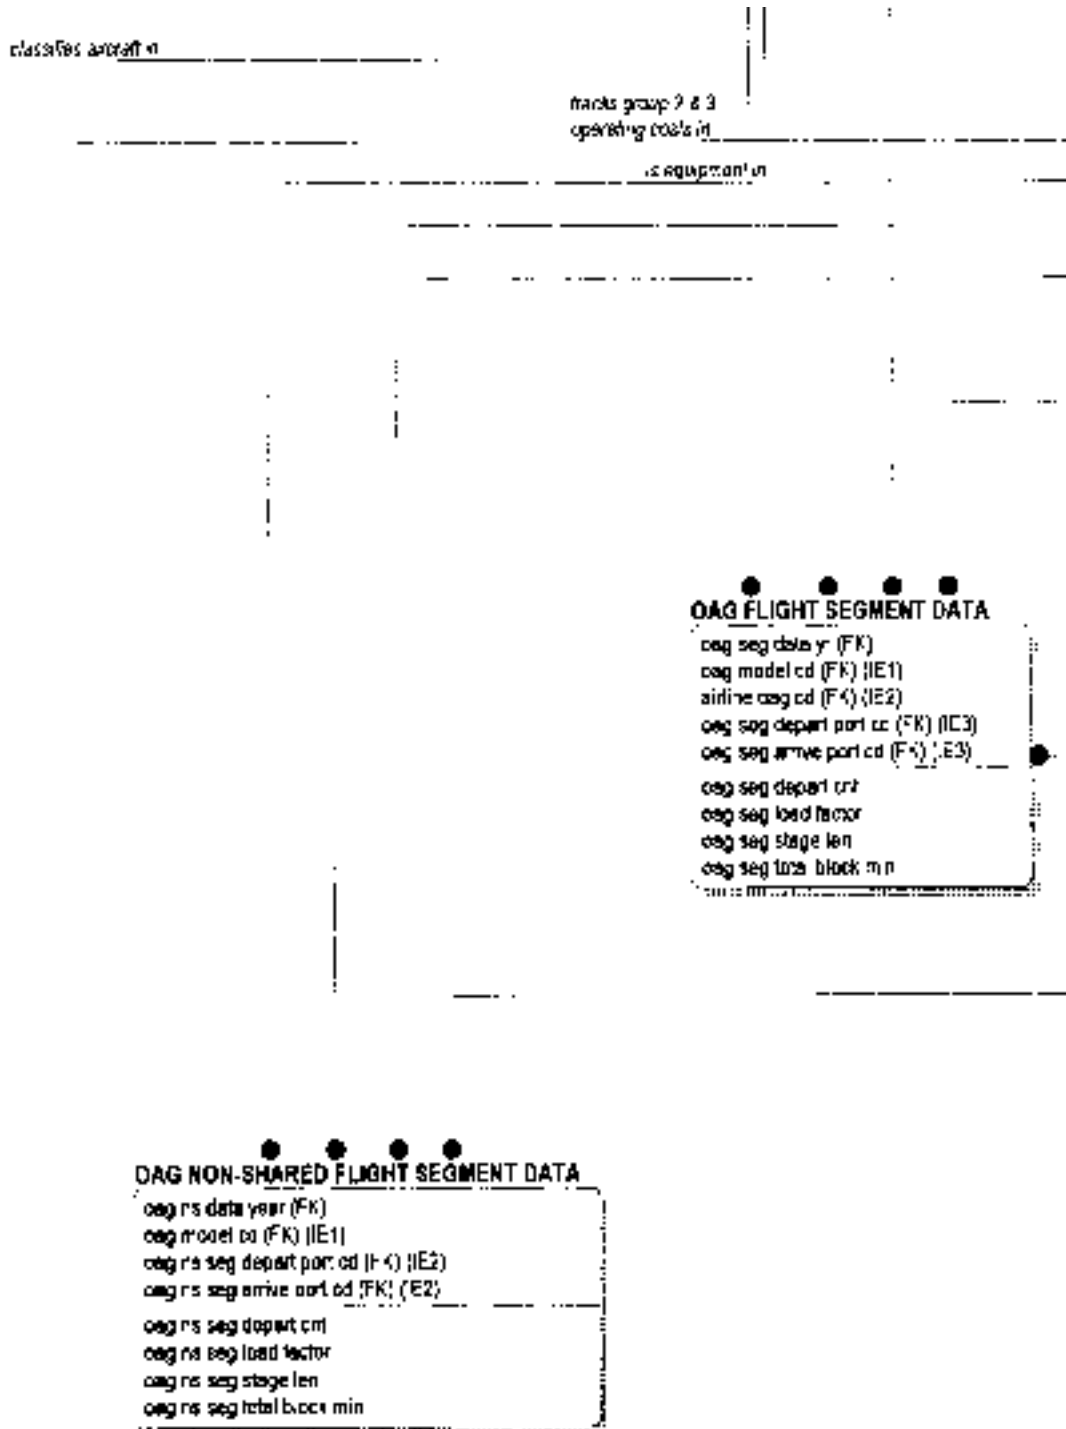 classifies aircraft in
tracks group 2 & 3
operating costs in
is equipment in
OAG FLIGHT SEGMENT DATA
oag seg data yr (FK)
oag model cd (FK) (IE1)
airline oag cd (FK) (IE2)
oag seg depart port cd (FK) (IE3)
oag seg arrive port cd (FK) (IE3)
oag seg depart cnt
oag seg load factor
oag seg stage len
oag seg total block min
OAG NON-SHARED FLIGHT SEGMENT DATA
oag ns data year (FK)
oag model cd (FK) (IE1)
oag ns seg depart port cd (FK) (IE2)
oag ns seg arrive port cd (FK) (IE2)
oag ns seg depart cnt
oag ns seg load factor
oag ns seg stage len
oag ns seg total block min